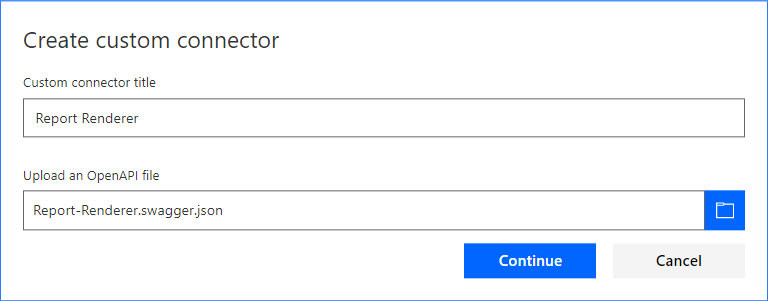 Create custom connector
Custom connector title
Report Renderer
Upload an OpenAPI file
Report-Renderer.swagger.json
Continue
Cancel